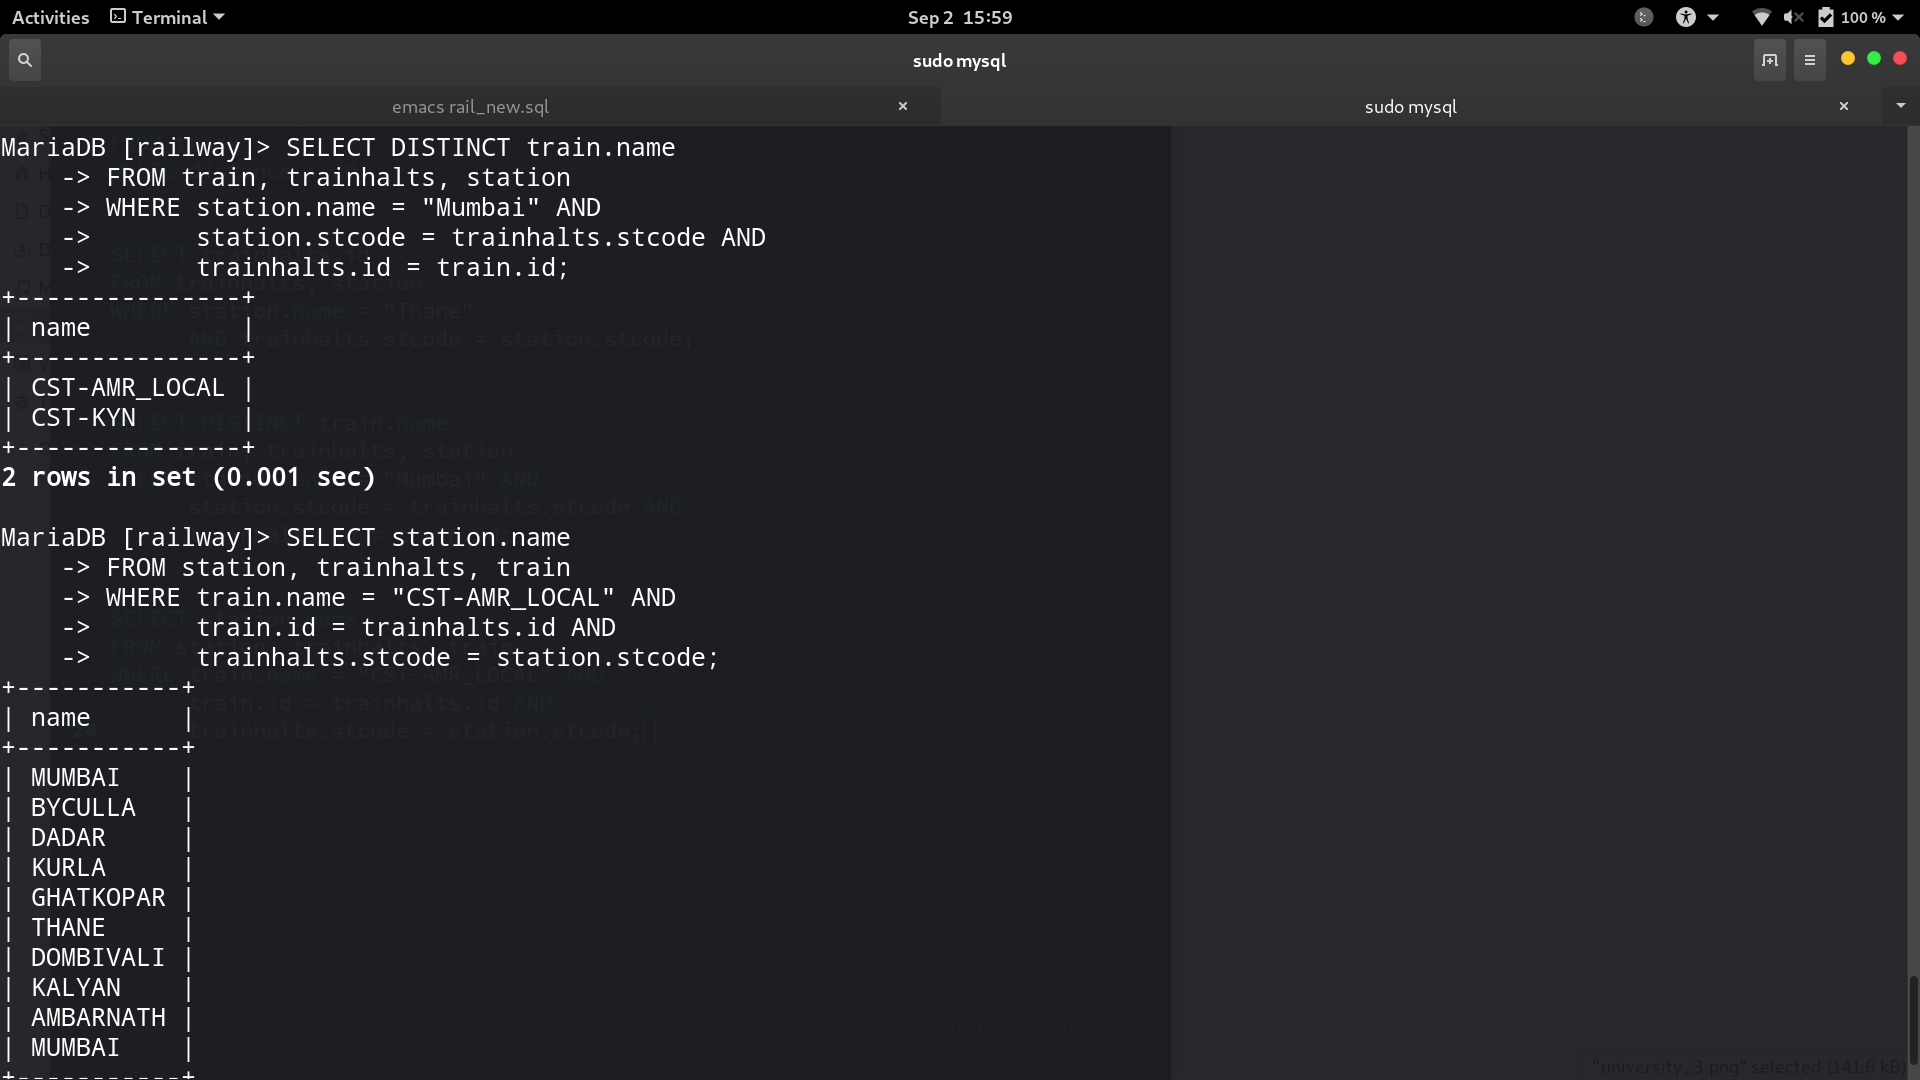 Activities Terminal Sep 2 15:59 100 %
sudo mysql
emacs rail_new.sql × sudo mysql ×
MariaDB [railway]> SELECT DISTINCT train.name
    -> FROM train, trainhalts, station
    -> WHERE station.name = "Mumbai" AND
    ->       station.stcode = trainhalts.stcode AND
    ->       trainhalts.id = train.id;
+---------------+
| name          |
+---------------+
| CST-AMR_LOCAL |
| CST-KYN       |
+---------------+
2 rows in set (0.001 sec)
MariaDB [railway]> SELECT station.name
    -> FROM station, trainhalts, train
    -> WHERE train.name = "CST-AMR_LOCAL" AND
    ->       train.id = trainhalts.id AND
    ->       trainhalts.stcode = station.stcode;
+-----------+
| name      |
+-----------+
| MUMBAI    |
| BYCULLA   |
| DADAR     |
| KURLA     |
| GHATKOPAR |
| THANE     |
| DOMBIVALI |
| KALYAN    |
| AMBARNATH |
| MUMBAI    |
+-----------+
"university_3.png" selected (141.6 kB)